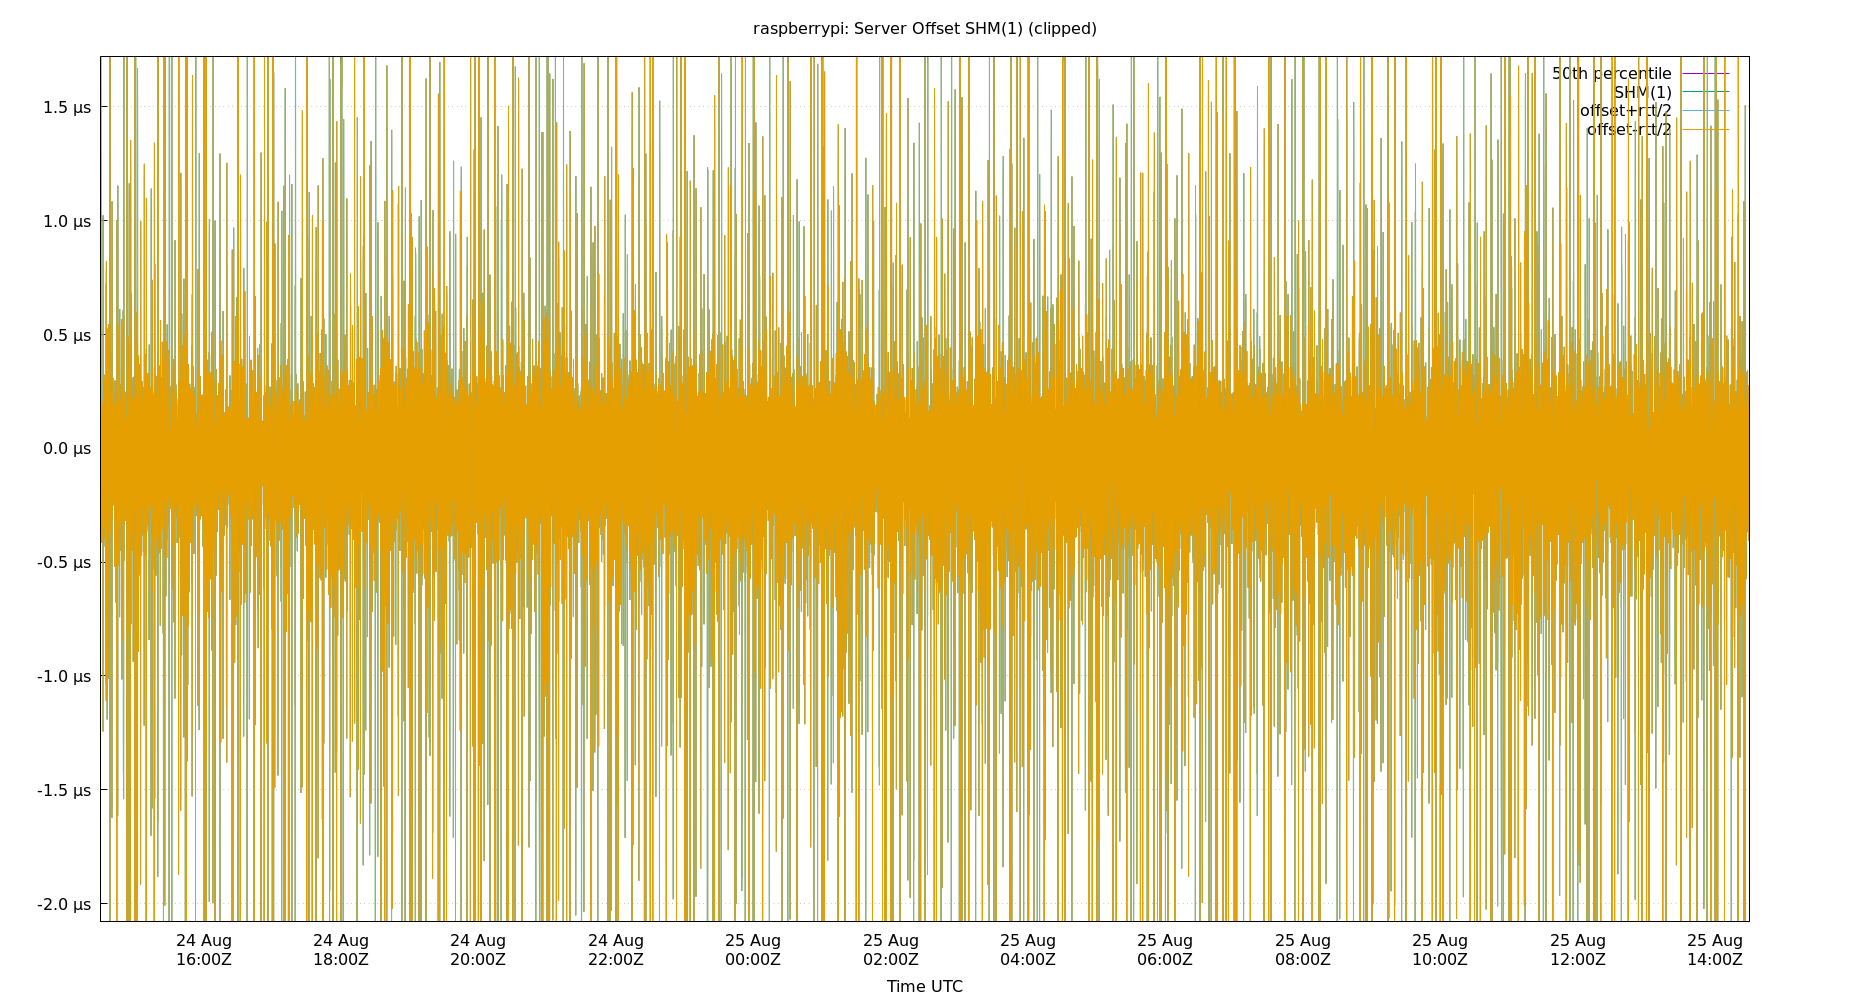 raspberrypi: Server Offset SHM(1) (clipped)
50th percentile
SHM(1)
offset+rtt/2
offset-rtt/2
1.5 µs
1.0 µs
0.5 µs
0.0 µs
-0.5 µs
-1.0 µs
-1.5 µs
-2.0 µs
24 Aug 24 Aug 24 Aug 24 Aug 25 Aug 25 Aug 25 Aug 25 Aug 25 Aug 25 Aug 25 Aug 25 Aug
16:00Z 18:00Z 20:00Z 22:00Z 00:00Z 02:00Z 04:00Z 06:00Z 08:00Z 10:00Z 12:00Z 14:00Z
Time UTC